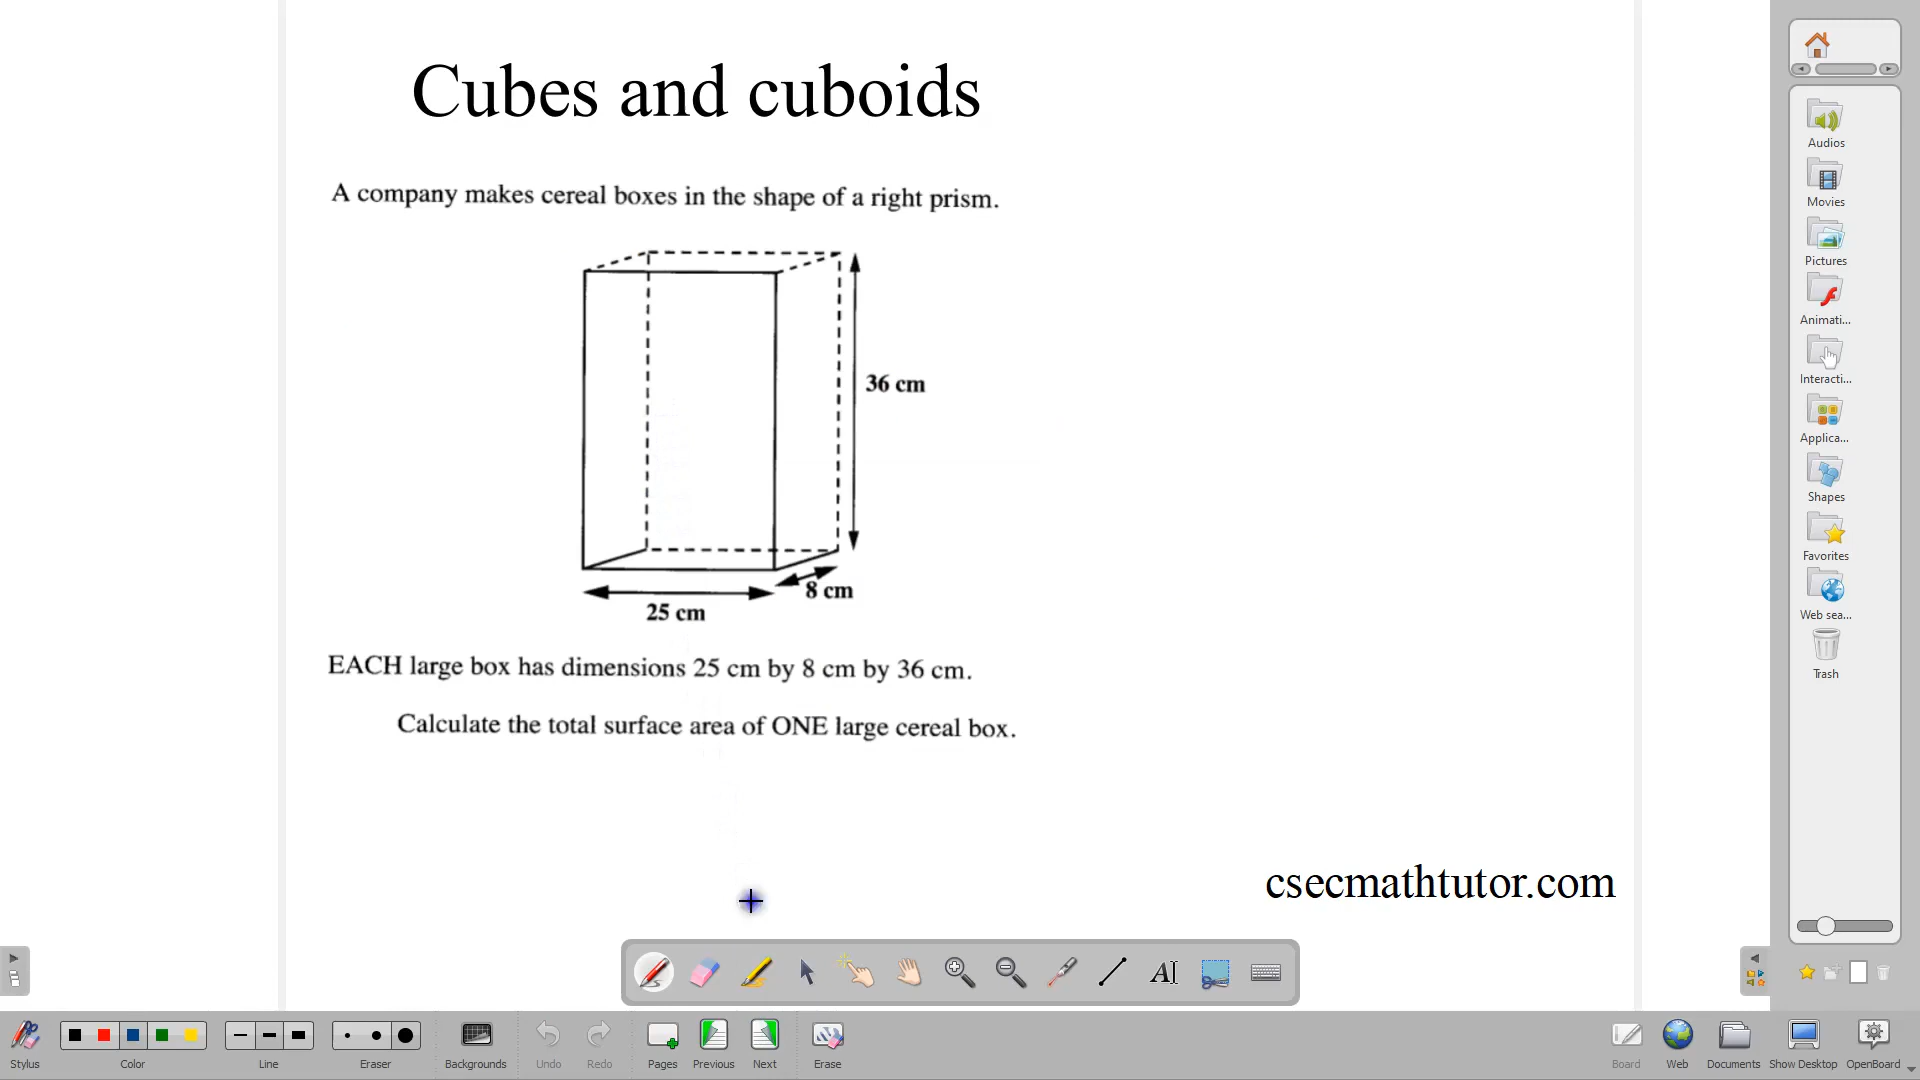 Cubes and cuboids
A company makes cereal boxes in the shape of a right prism.
36 cm
8 cm
25 cm
EACH large box has dimensions 25 cm by 8 cm by 36 cm.
Calculate the total surface area of ONE large cereal box.
csecmathtutor.com
Audios
Movies
Pictures
Animati...
Interacti...
Applica...
Shapes
Favorites
Web sea...
Trash
AI
Stylus
Color
Line
Eraser
Backgrounds
Undo
Redo
Pages
Previous
Next
Erase
Board
Web
Documents
Show Desktop
OpenBoard